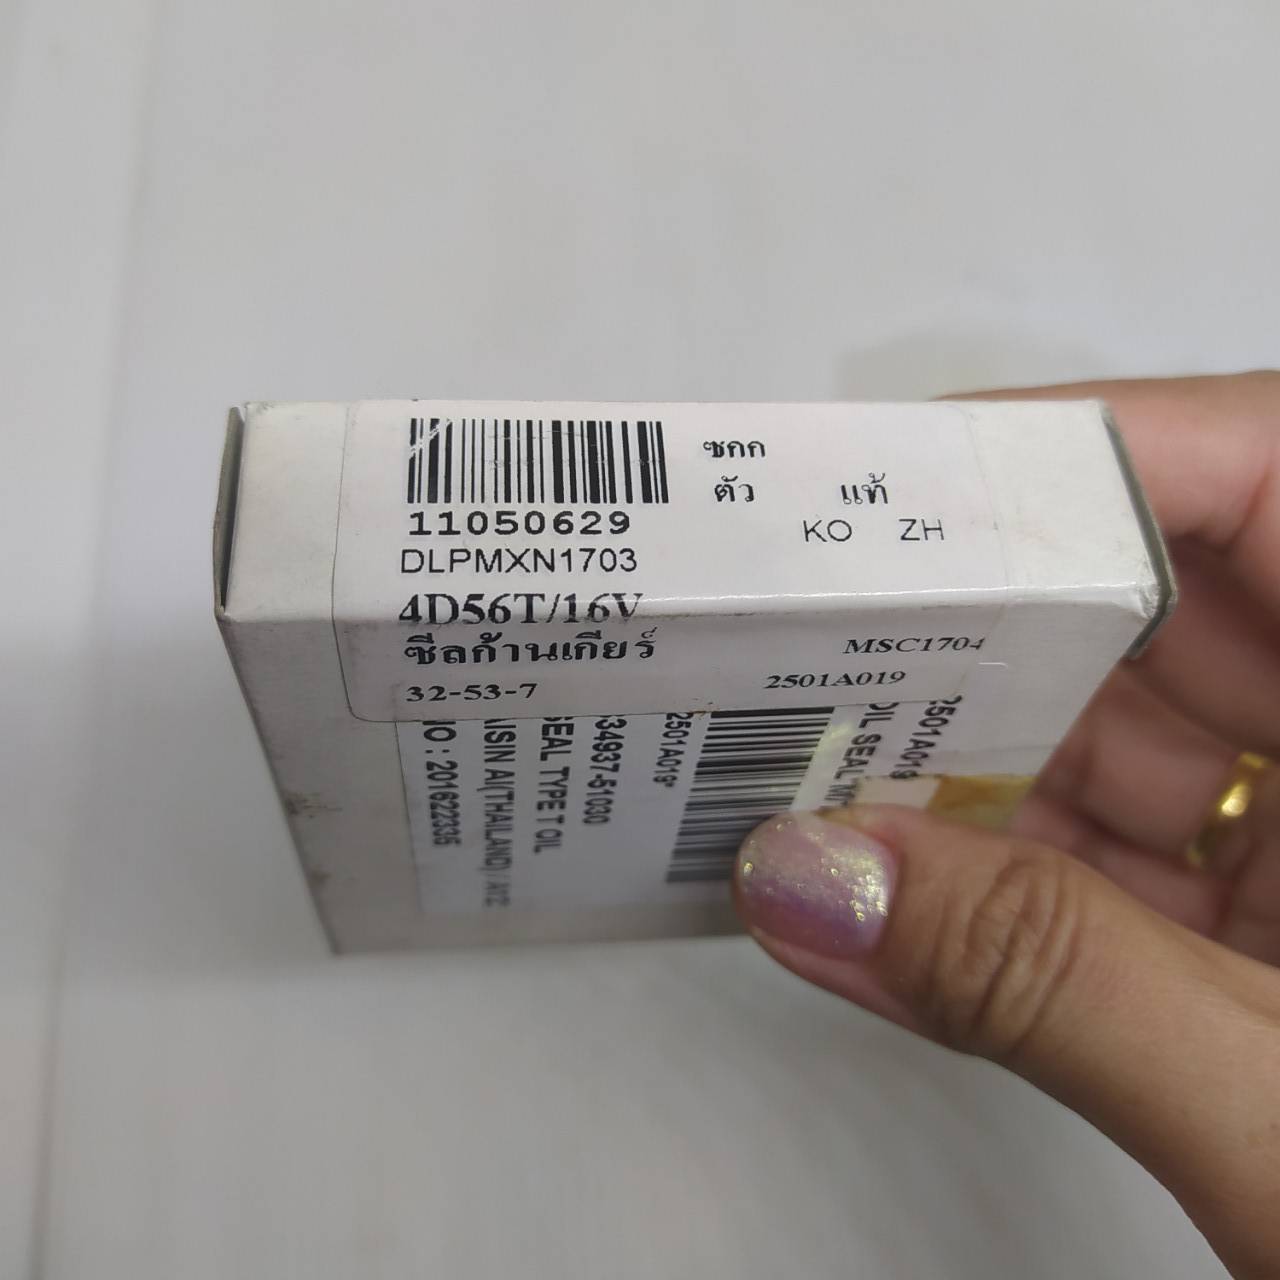 ซกก
ตัว แท้
11050629
KO ZH
DLPMXN1703
4D56T/16V
ซีลก้านเกียร์
MSC1704
32-53-7
2501A019
2501A019
OIL SEAL
2501A019*
34937-51030
SEAL TYPE T OIL
AISIN AI(THAILAND)
NO : 201622335